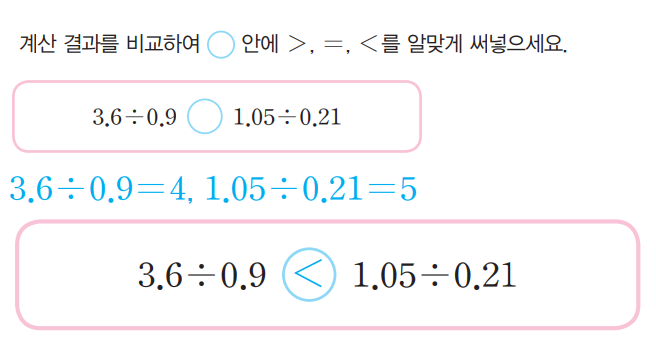 계산 결과를 비교하여 ○ 안에 >, =, <를 알맞게 써넣으세요.
3.6÷0.9 ○ 1.05÷0.21
3.6÷0.9=4, 1.05÷0.21=5
3.6÷0.9 < 1.05÷0.21